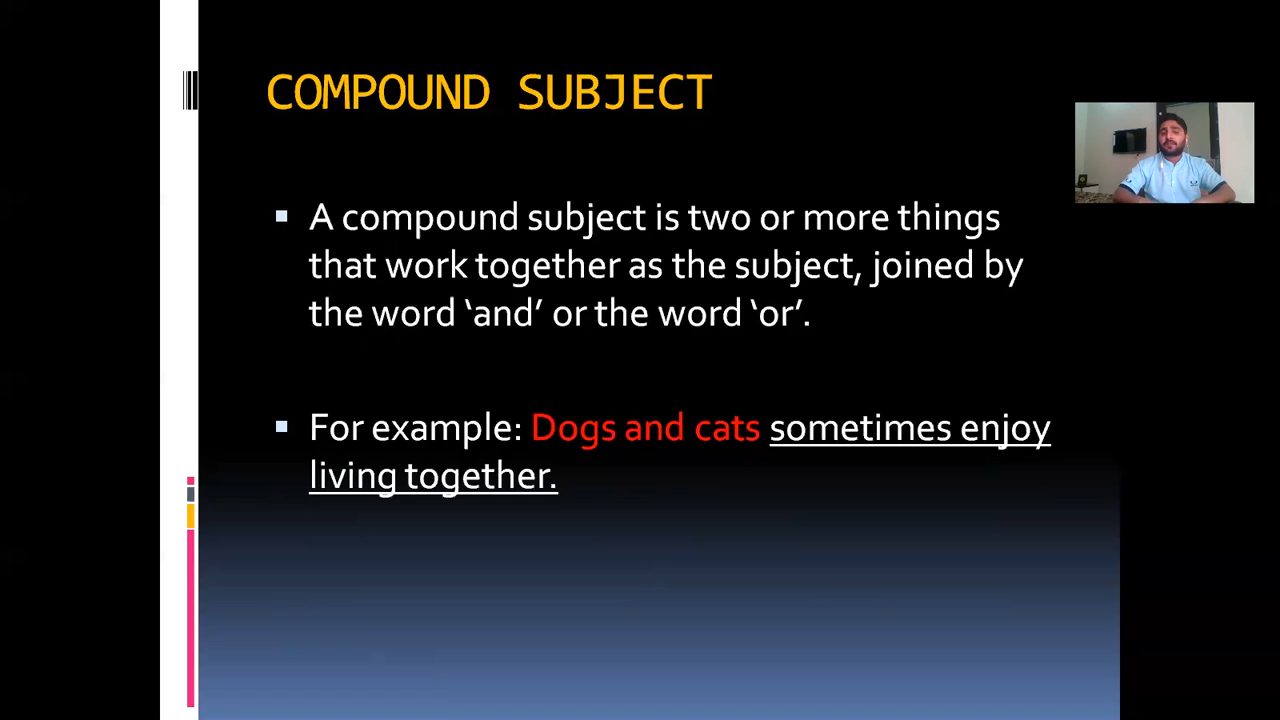 COMPOUND SUBJECT
A compound subject is two or more things
that work together as the subject, joined by
the word ‘and’ or the word ‘or’.
For example: Dogs and cats sometimes enjoy
living together.